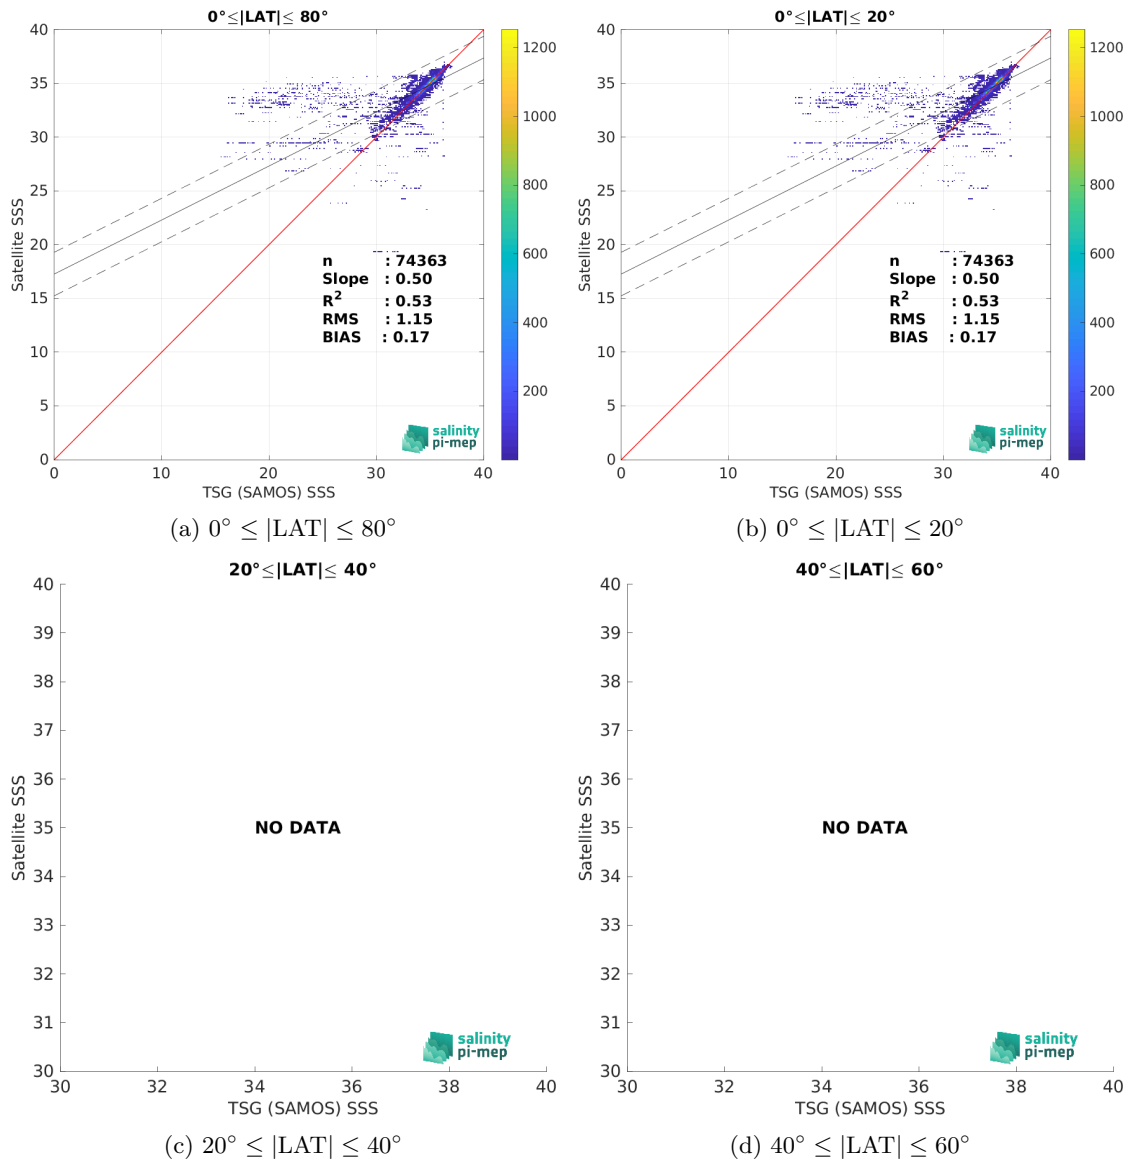 0°≤|LAT|≤ 80°
40
35
30
25
20
15
10
5
0
0
10
20
30
40
Satellite SSS
TSG (SAMOS) SSS
n : 74363
Slope : 0.50
R² : 0.53
RMS : 1.15
BIAS : 0.17
1200
1000
800
600
400
200
salinity
pi-mep
(a) 0° ≤ |LAT| ≤ 80°
0°≤|LAT|≤ 20°
40
35
30
25
20
15
10
5
0
0
10
20
30
40
Satellite SSS
TSG (SAMOS) SSS
n : 74363
Slope : 0.50
R² : 0.53
RMS : 1.15
BIAS : 0.17
1200
1000
800
600
400
200
salinity
pi-mep
(b) 0° ≤ |LAT| ≤ 20°
20°≤|LAT|≤ 40°
40
39
38
37
36
35
34
33
32
31
30
30
32
34
36
38
40
Satellite SSS
NO DATA
TSG (SAMOS) SSS
salinity
pi-mep
(c) 20° ≤ |LAT| ≤ 40°
40°≤|LAT|≤ 60°
40
39
38
37
36
35
34
33
32
31
30
30
32
34
36
38
40
Satellite SSS
NO DATA
TSG (SAMOS) SSS
salinity
pi-mep
(d) 40° ≤ |LAT| ≤ 60°